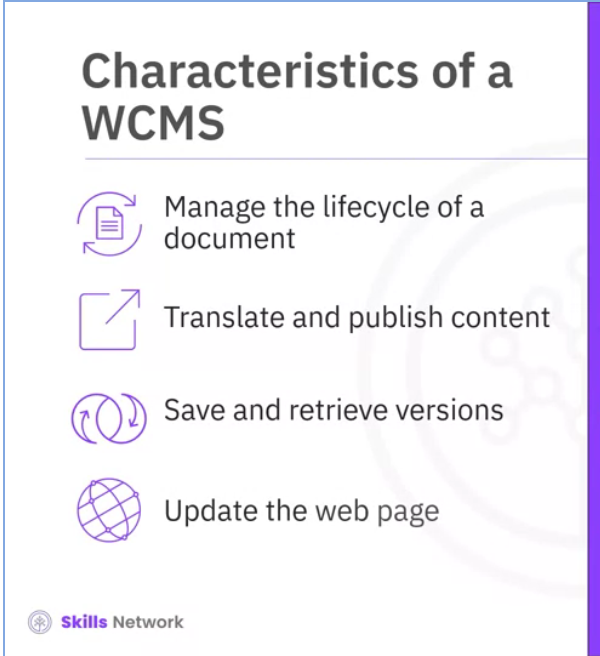 Characteristics of a
WCMS
Manage the lifecycle of a
document
Translate and publish content
Save and retrieve versions
Update the web page
Skills Network